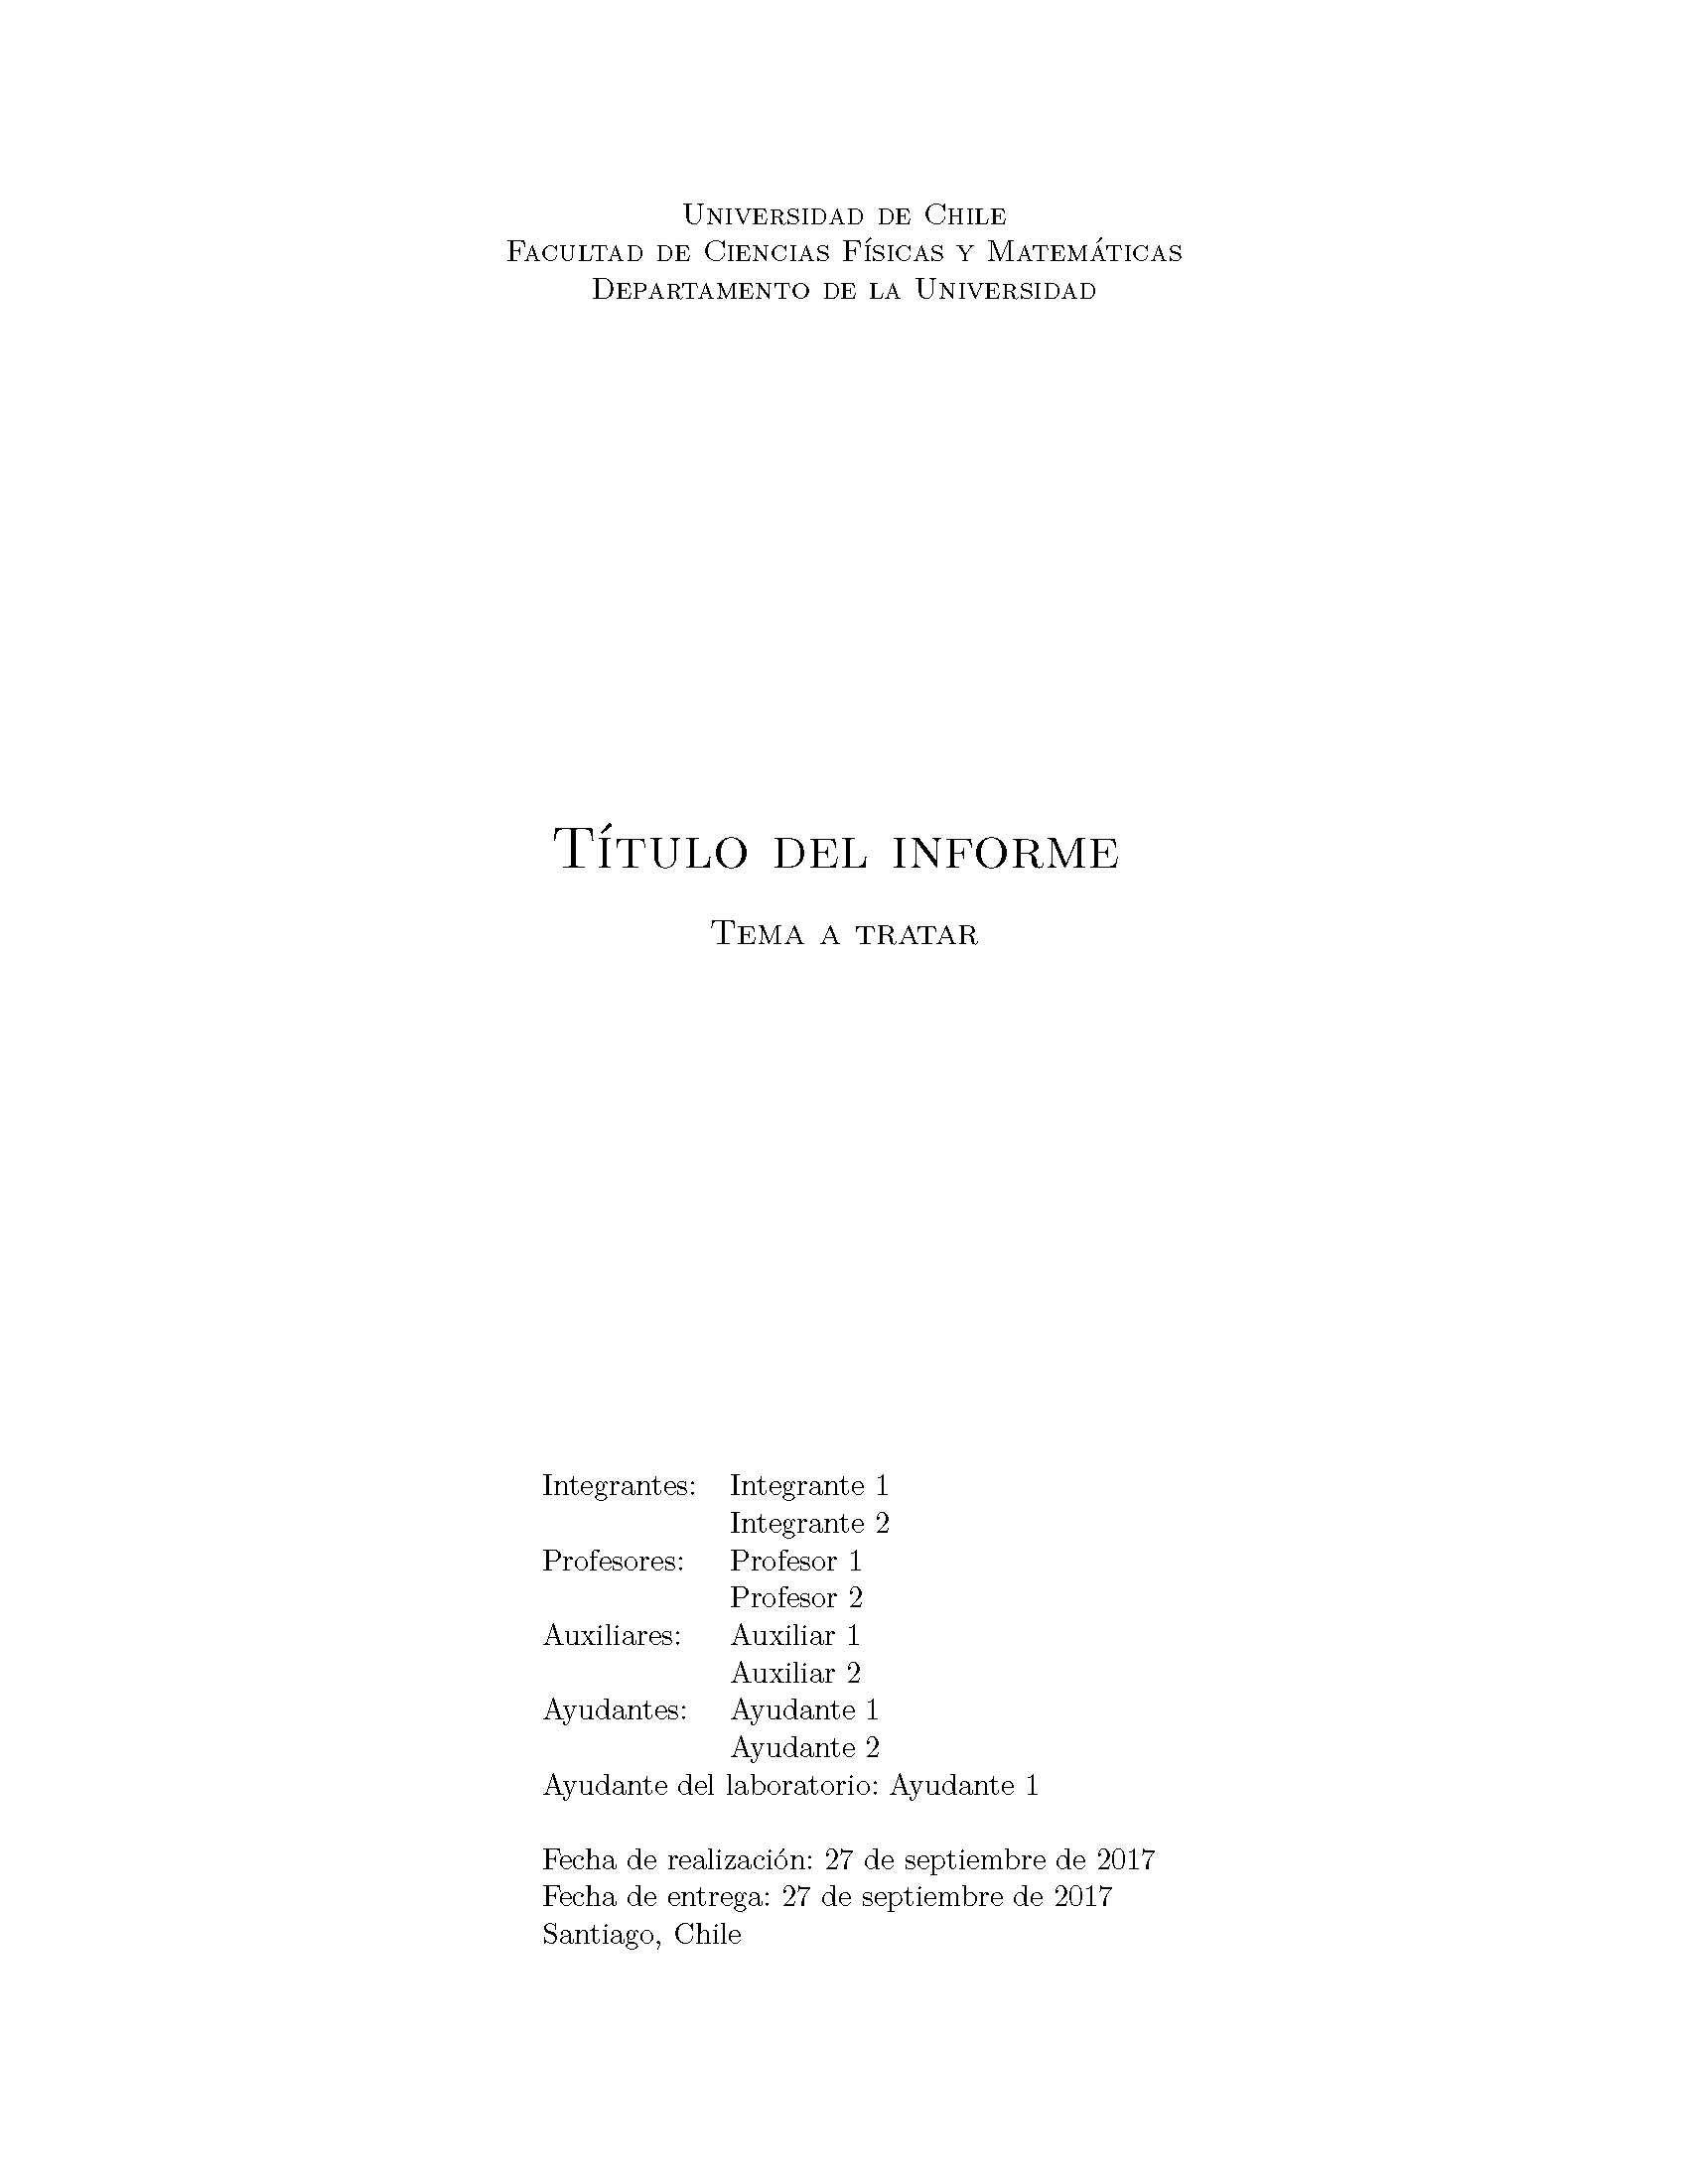 Universidad de Chile
Facultad de Ciencias Físicas y Matemáticas
Departamento de la Universidad
Título del informe
Tema a tratar
Integrantes: Integrante 1
Integrante 2
Profesores: Profesor 1
Profesor 2
Auxiliares: Auxiliar 1
Auxiliar 2
Ayudantes: Ayudante 1
Ayudante 2
Ayudante del laboratorio: Ayudante 1
Fecha de realización: 27 de septiembre de 2017
Fecha de entrega: 27 de septiembre de 2017
Santiago, Chile